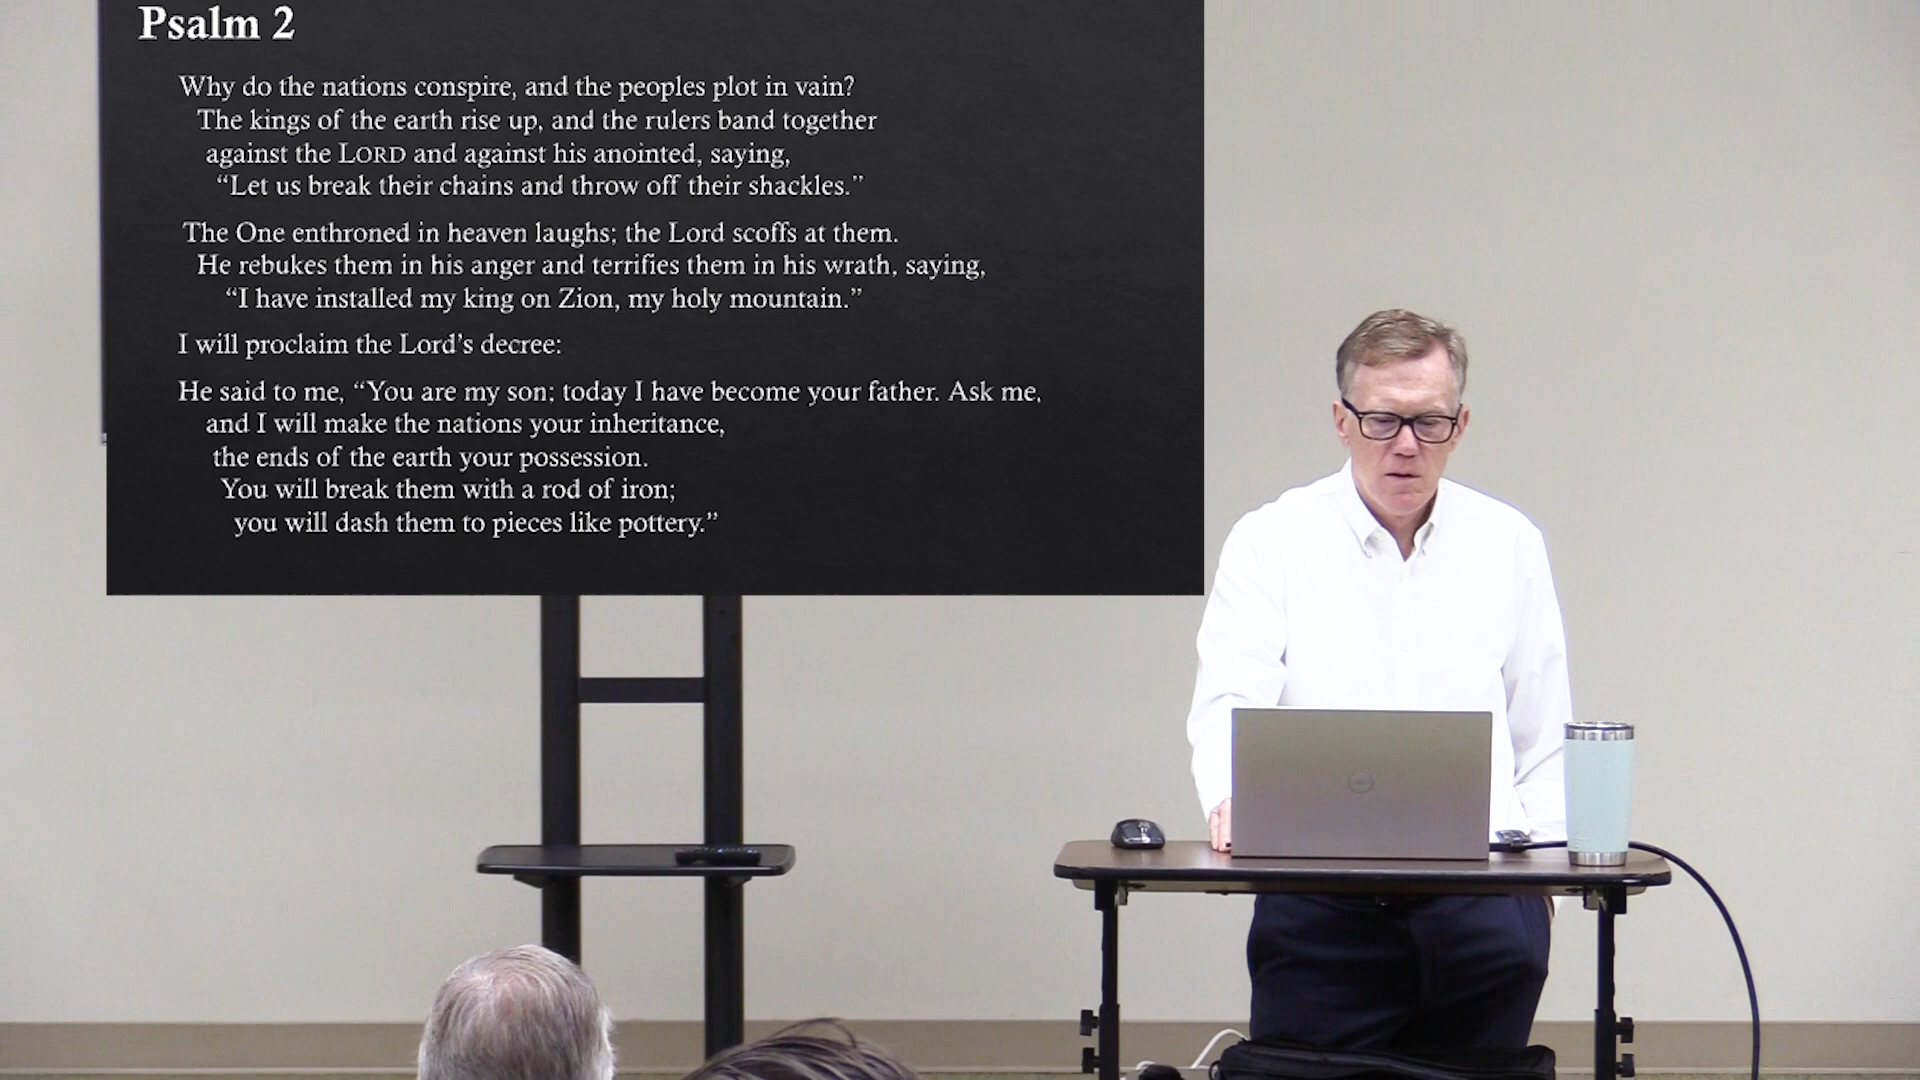 Psalm 2
Why do the nations conspire, and the peoples plot in vain?
The kings of the earth rise up, and the rulers band together
against the LORD and against his anointed, saying,
“Let us break their chains and throw off their shackles.”
The One enthroned in heaven laughs; the Lord scoffs at them.
He rebukes them in his anger and terrifies them in his wrath, saying,
“I have installed my king on Zion, my holy mountain.”
I will proclaim the Lord’s decree:
He said to me, “You are my son; today I have become your father. Ask me,
and I will make the nations your inheritance,
the ends of the earth your possession.
You will break them with a rod of iron;
you will dash them to pieces like pottery.”